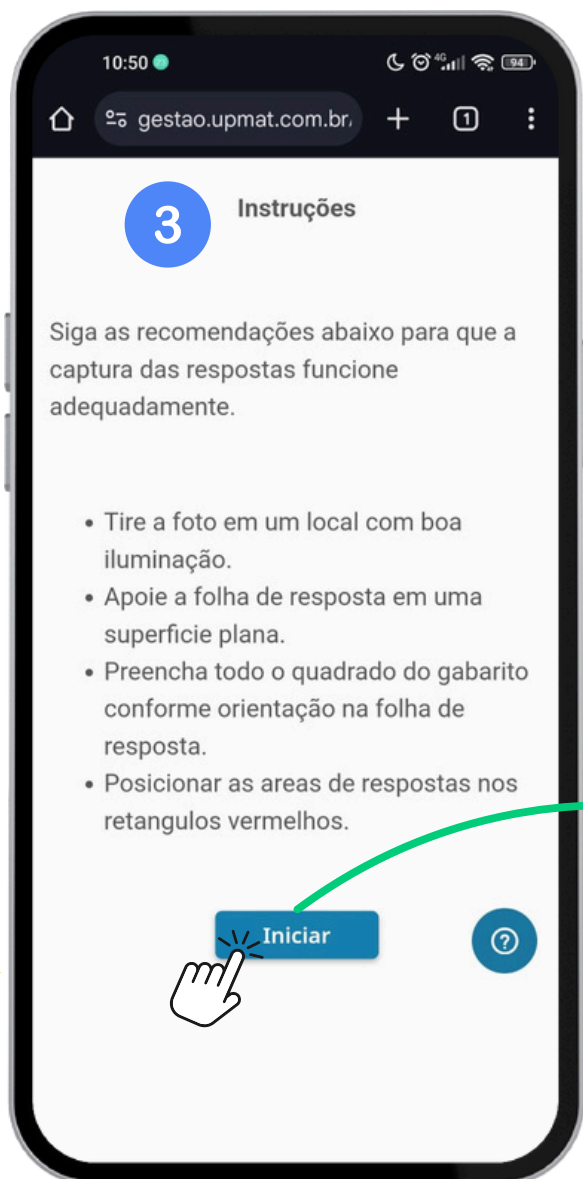 10:50
4G
94
gestao.upmat.com.br/
1
3
Instruções
Siga as recomendações abaixo para que a
captura das respostas funcione
adequadamente.
• Tire a foto em um local com boa
iluminação.
• Apoie a folha de resposta em uma
superficie plana.
• Preencha todo o quadrado do gabarito
conforme orientação na folha de
resposta.
• Posicionar as areas de respostas nos
retangulos vermelhos.
Iniciar
?